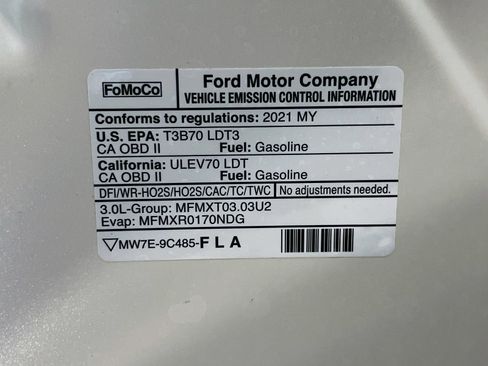 FoMoCo
Ford Motor Company
VEHICLE EMISSION CONTROL INFORMATION
Conforms to regulations: 2021 MY
U.S. EPA: T3B70 LDT3
CA OBD II Fuel: Gasoline
California: ULEV70 LDT
CA OBD II Fuel: Gasoline
DFI/WR-HO2S/HO2S/CAC/TC/TWC No adjustments needed.
3.0L-Group: MFMXT03.03U2
Evap: MFMXR0170NDG
MW7E-9C485-F L A